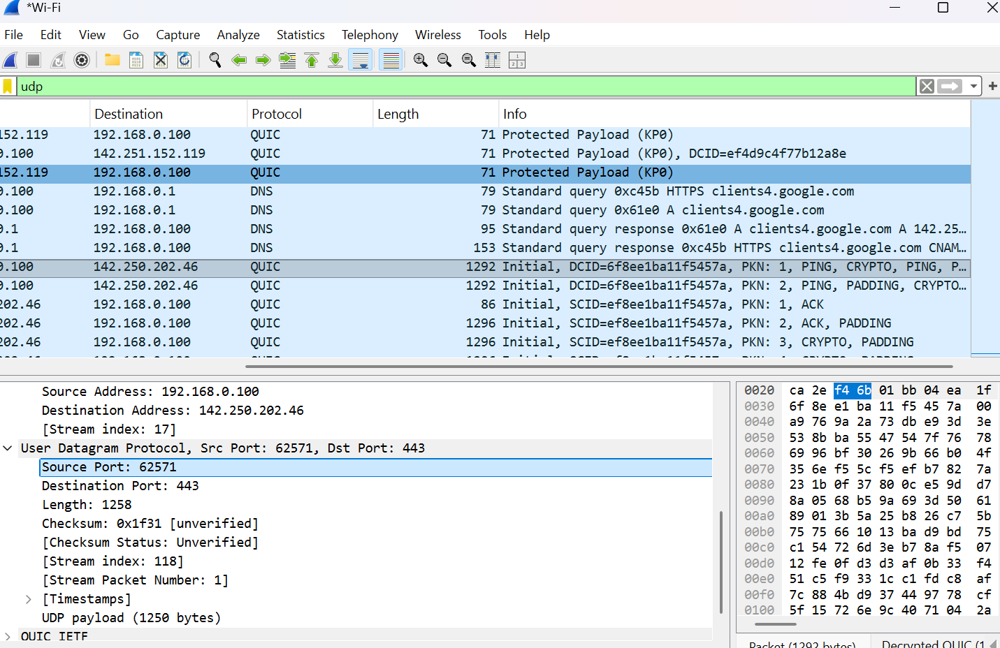 *Wi-Fi
File Edit View Go Capture Analyze Statistics Telephony Wireless Tools Help
udp
Destination Protocol Length Info
152.119 192.168.0.100 QUIC 71 Protected Payload (KP0)
0.100 142.251.152.119 QUIC 71 Protected Payload (KP0), DCID=ef4d9c4f77b12a8e
152.119 192.168.0.100 QUIC 71 Protected Payload (KP0)
0.100 192.168.0.1 DNS 79 Standard query 0xc45b HTTPS clients4.google.com
0.100 192.168.0.1 DNS 79 Standard query 0x61e0 A clients4.google.com
0.1 192.168.0.100 DNS 95 Standard query response 0x61e0 A clients4.google.com A 142.25…
0.1 192.168.0.100 DNS 153 Standard query response 0xc45b HTTPS clients4.google.com CNAM…
0.100 142.250.202.46 QUIC 1292 Initial, DCID=6f8ee1ba11f5457a, PKN: 1, PING, CRYPTO, PING, P…
0.100 142.250.202.46 QUIC 1292 Initial, DCID=6f8ee1ba11f5457a, PKN: 2, PING, PADDING, CRYPTO…
202.46 192.168.0.100 QUIC 86 Initial, SCID=ef8ee1ba11f5457a, PKN: 1, ACK
202.46 192.168.0.100 QUIC 1296 Initial, SCID=ef8ee1ba11f5457a, PKN: 2, ACK, PADDING
202.46 192.168.0.100 QUIC 1296 Initial, SCID=ef8ee1ba11f5457a, PKN: 3, CRYPTO, PADDING
Source Address: 192.168.0.100
Destination Address: 142.250.202.46
[Stream index: 17]
User Datagram Protocol, Src Port: 62571, Dst Port: 443
Source Port: 62571
Destination Port: 443
Length: 1258
Checksum: 0x1f31 [unverified]
[Checksum Status: Unverified]
[Stream index: 118]
[Stream Packet Number: 1]
[Timestamps]
UDP payload (1250 bytes)
QUIC IETF
0020 ca 2e f4 6b 01 bb 04 ea 1f
0030 6f 8e e1 ba 11 f5 45 7a 00
0040 a9 76 9a 2a 73 db e9 3d 3e
0050 53 8b ba 55 47 54 7f 76 78
0060 69 96 bf 30 26 9b 66 b0 4f
0070 35 6e f5 5c f5 ef b7 82 7a
0080 23 1b 0f 37 80 0c e5 9d d7
0090 8a 05 68 b5 9a 69 3d 50 61
00a0 89 01 3b 5a 25 b8 26 c7 5b
00b0 75 75 66 10 13 ba d9 bd 75
00c0 c1 54 72 6d 3e b7 8a f5 07
00d0 12 fe 0f d3 d3 af 0b 33 f4
00e0 51 c5 f9 33 1c c1 fd c8 af
00f0 7c 88 4b d9 37 44 97 78 cf
0100 5f 15 72 6e 9c 40 71 04 2a
Packet (1292 bytes) Decrypted QUIC (1